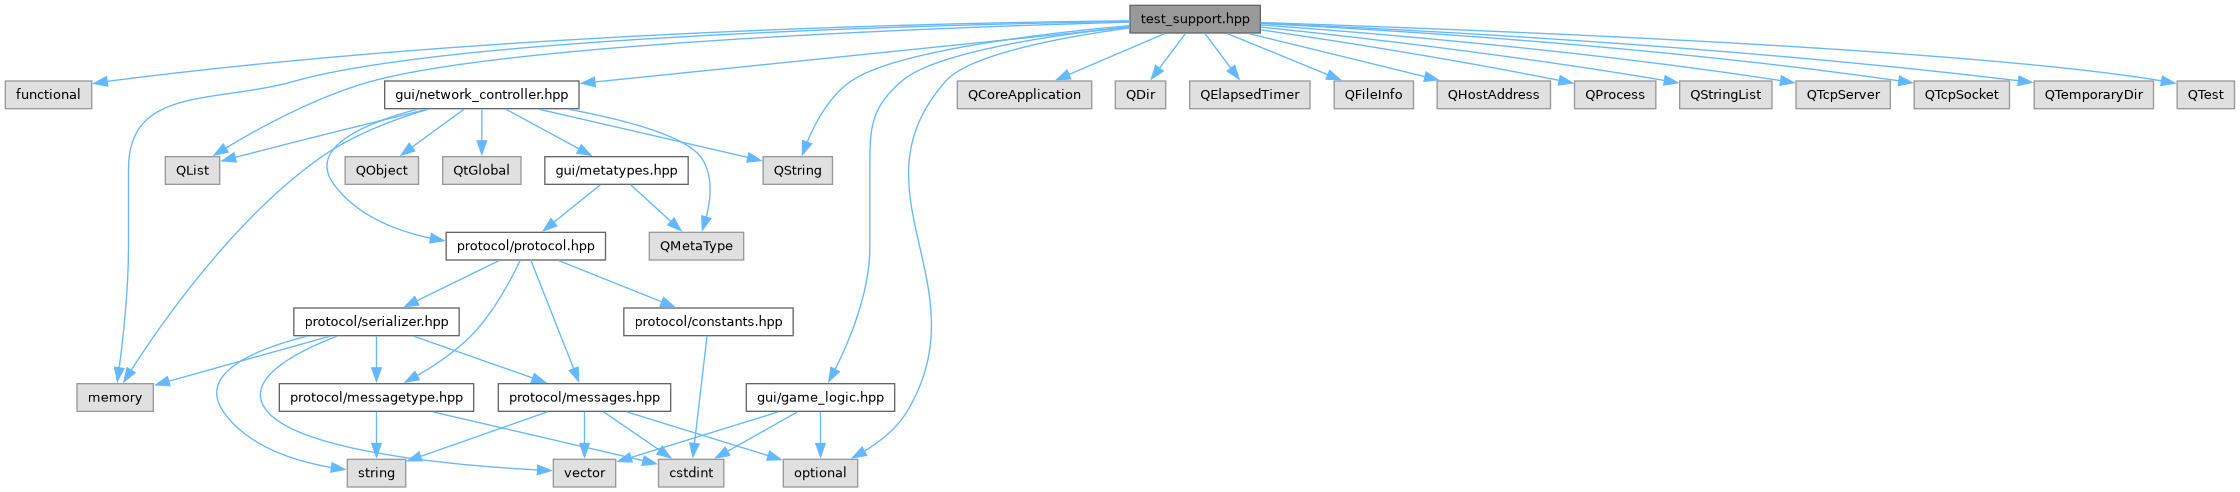 test_support.hpp
functional
gui/network_controller.hpp
QCoreApplication
QDir
QElapsedTimer
QFileInfo
QHostAddress
QProcess
QStringList
QTcpServer
QTcpSocket
QTemporaryDir
QTest
QList
QObject
QtGlobal
gui/metatypes.hpp
QString
protocol/protocol.hpp
QMetaType
protocol/serializer.hpp
protocol/constants.hpp
memory
protocol/messagetype.hpp
protocol/messages.hpp
gui/game_logic.hpp
string
vector
cstdint
optional